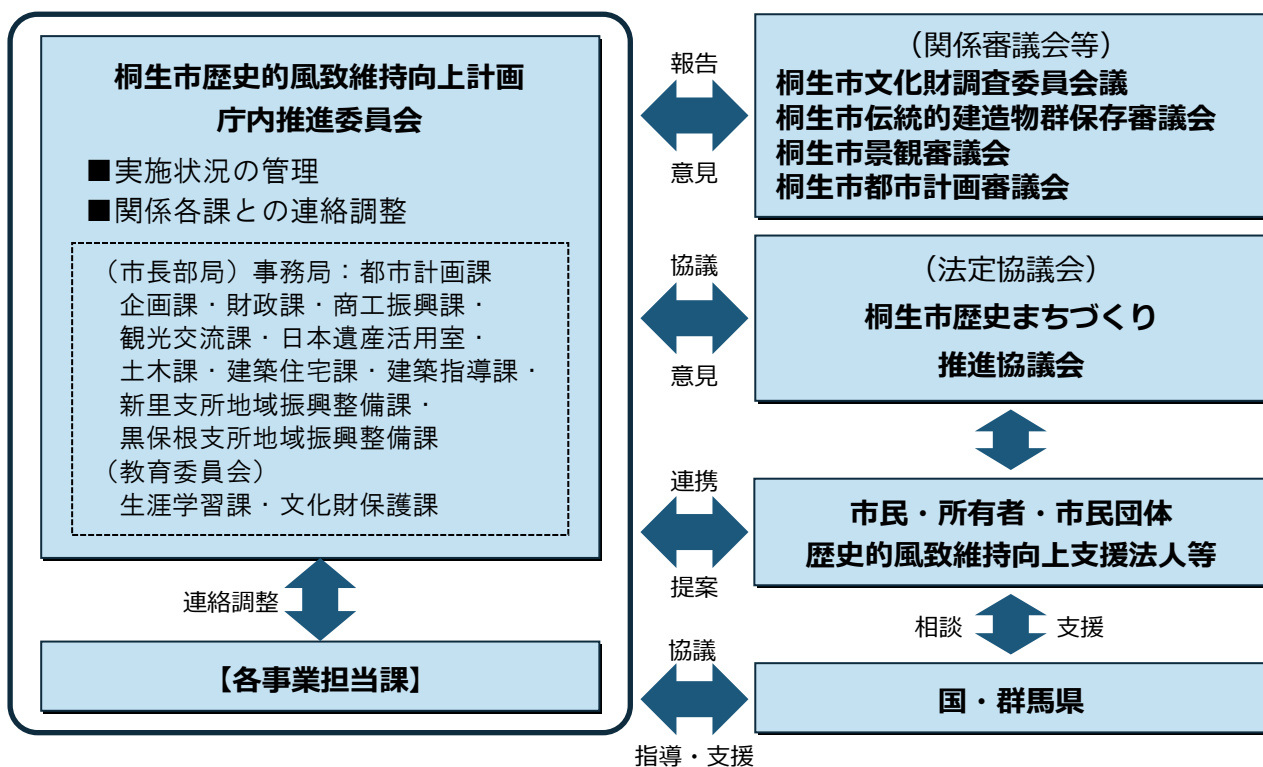 桐生市歴史的風致維持向上計画
庁内推進委員会
■実施状況の管理
■関係各課との連絡調整
（市長部局）事務局：都市計画課
企画課・財政課・商工振興課・
観光交流課・日本遺産活用室・
土木課・建築住宅課・建築指導課・
新里支所地域振興整備課・
黒保根支所地域振興整備課
（教育委員会）
生涯学習課・文化財保護課
連絡調整
【各事業担当課】
報告
意見
（関係審議会等）
桐生市文化財調査委員会議
桐生市伝統的建造物群保存審議会
桐生市景観審議会
桐生市都市計画審議会
協議
意見
（法定協議会）
桐生市歴史まちづくり
推進協議会
連携
提案
市民・所有者・市民団体
歴史的風致維持向上支援法人等
相談
支援
協議
指導・支援
国・群馬県